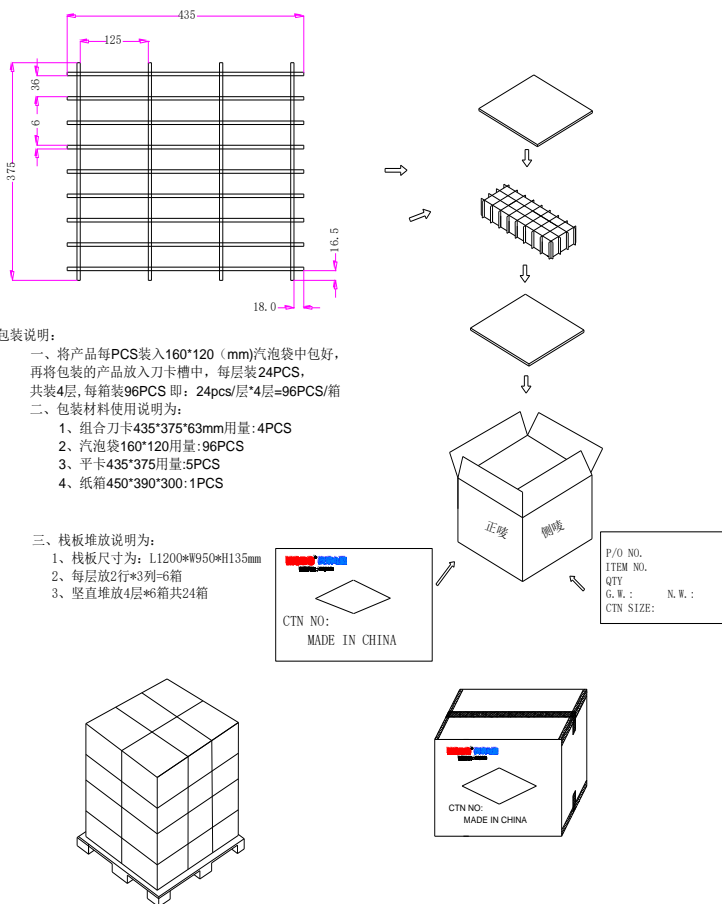 435
125
36
6
375
16.5
18.0
包装说明:
一、将产品每PCS装入160*120（mm)汽泡袋中包好,
再将包装的产品放入刀卡槽中，每层装24PCS,
共装4层,每箱装96PCS 即：24pcs/层*4层=96PCS/箱
二、包装材料使用说明为:
1、组合刀卡435*375*63mm用量:4PCS
2、汽泡袋160*120用量:96PCS
3、平卡435*375用量:5PCS
4、纸箱450*390*300:1PCS
三、栈板堆放说明为:
1、栈板尺寸为: L1200*W950*H135mm
2、每层放2行*3列=6箱
3、坚直堆放4层*6箱共24箱
正唛
侧唛
CTN NO:
MADE IN CHINA
P/O NO.
ITEM NO.
QTY
G.W.: N.W.:
CTN SIZE:
CTN NO:
MADE IN CHINA